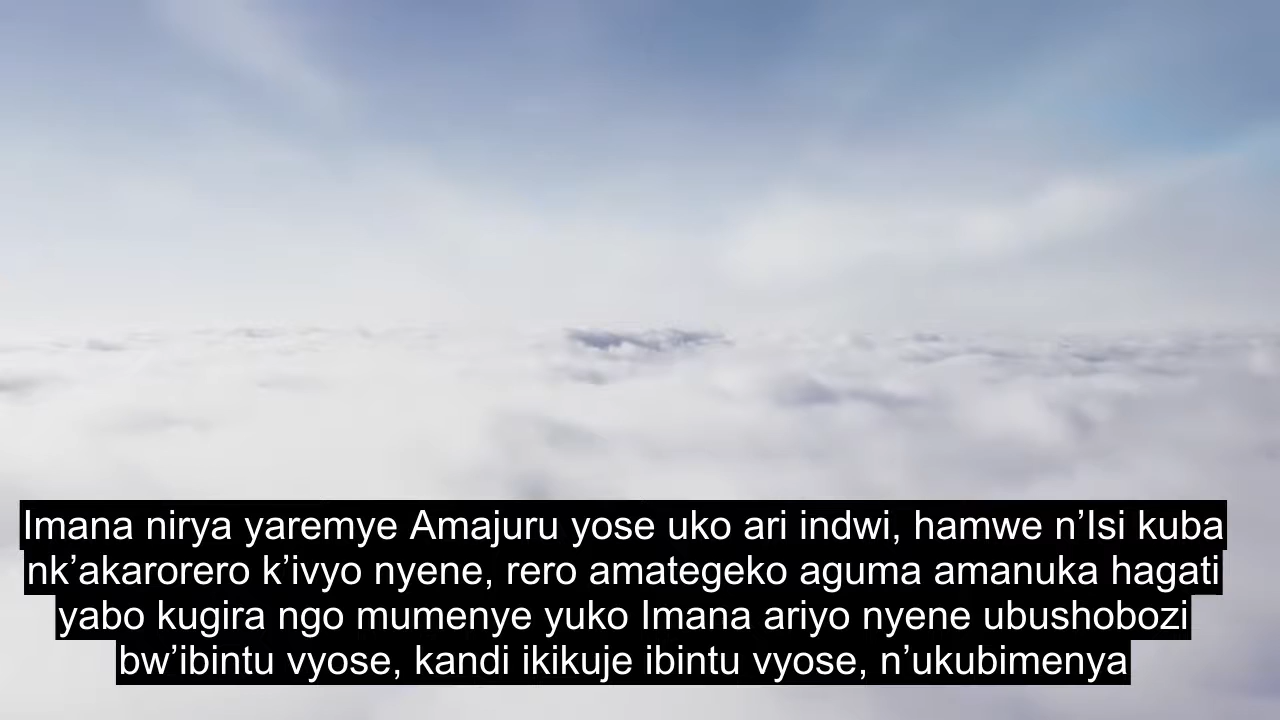 Imana nirya yaremye Amajuru yose uko ari indwi, hamwe n’Isi kuba
nk’akarorero k’ivyo nyene, rero amategeko aguma amanuka hagati
yabo kugira ngo mumenye yuko Imana ariyo nyene ubushobozi
bw’ibintu vyose, kandi ikikuje ibintu vyose, n’ukubimenya